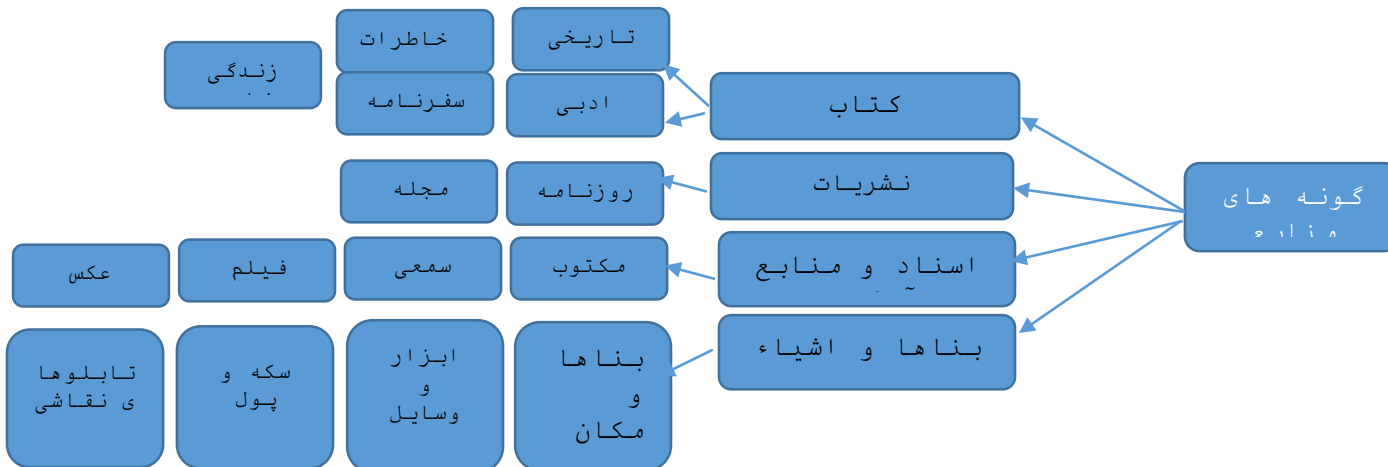 گونه های
کتاب
تاریخی
خاطرات
زندگی
ادبی
سفرنامه
نشریات
روزنامه
مجله
اسناد و منابع
مکتوب
سمعی
فیلم
عکس
بناها و اشیاء
بناها
و
مکان
ابزار
و
وسایل
سکه و
پول
تابلوها
ی نقاشی